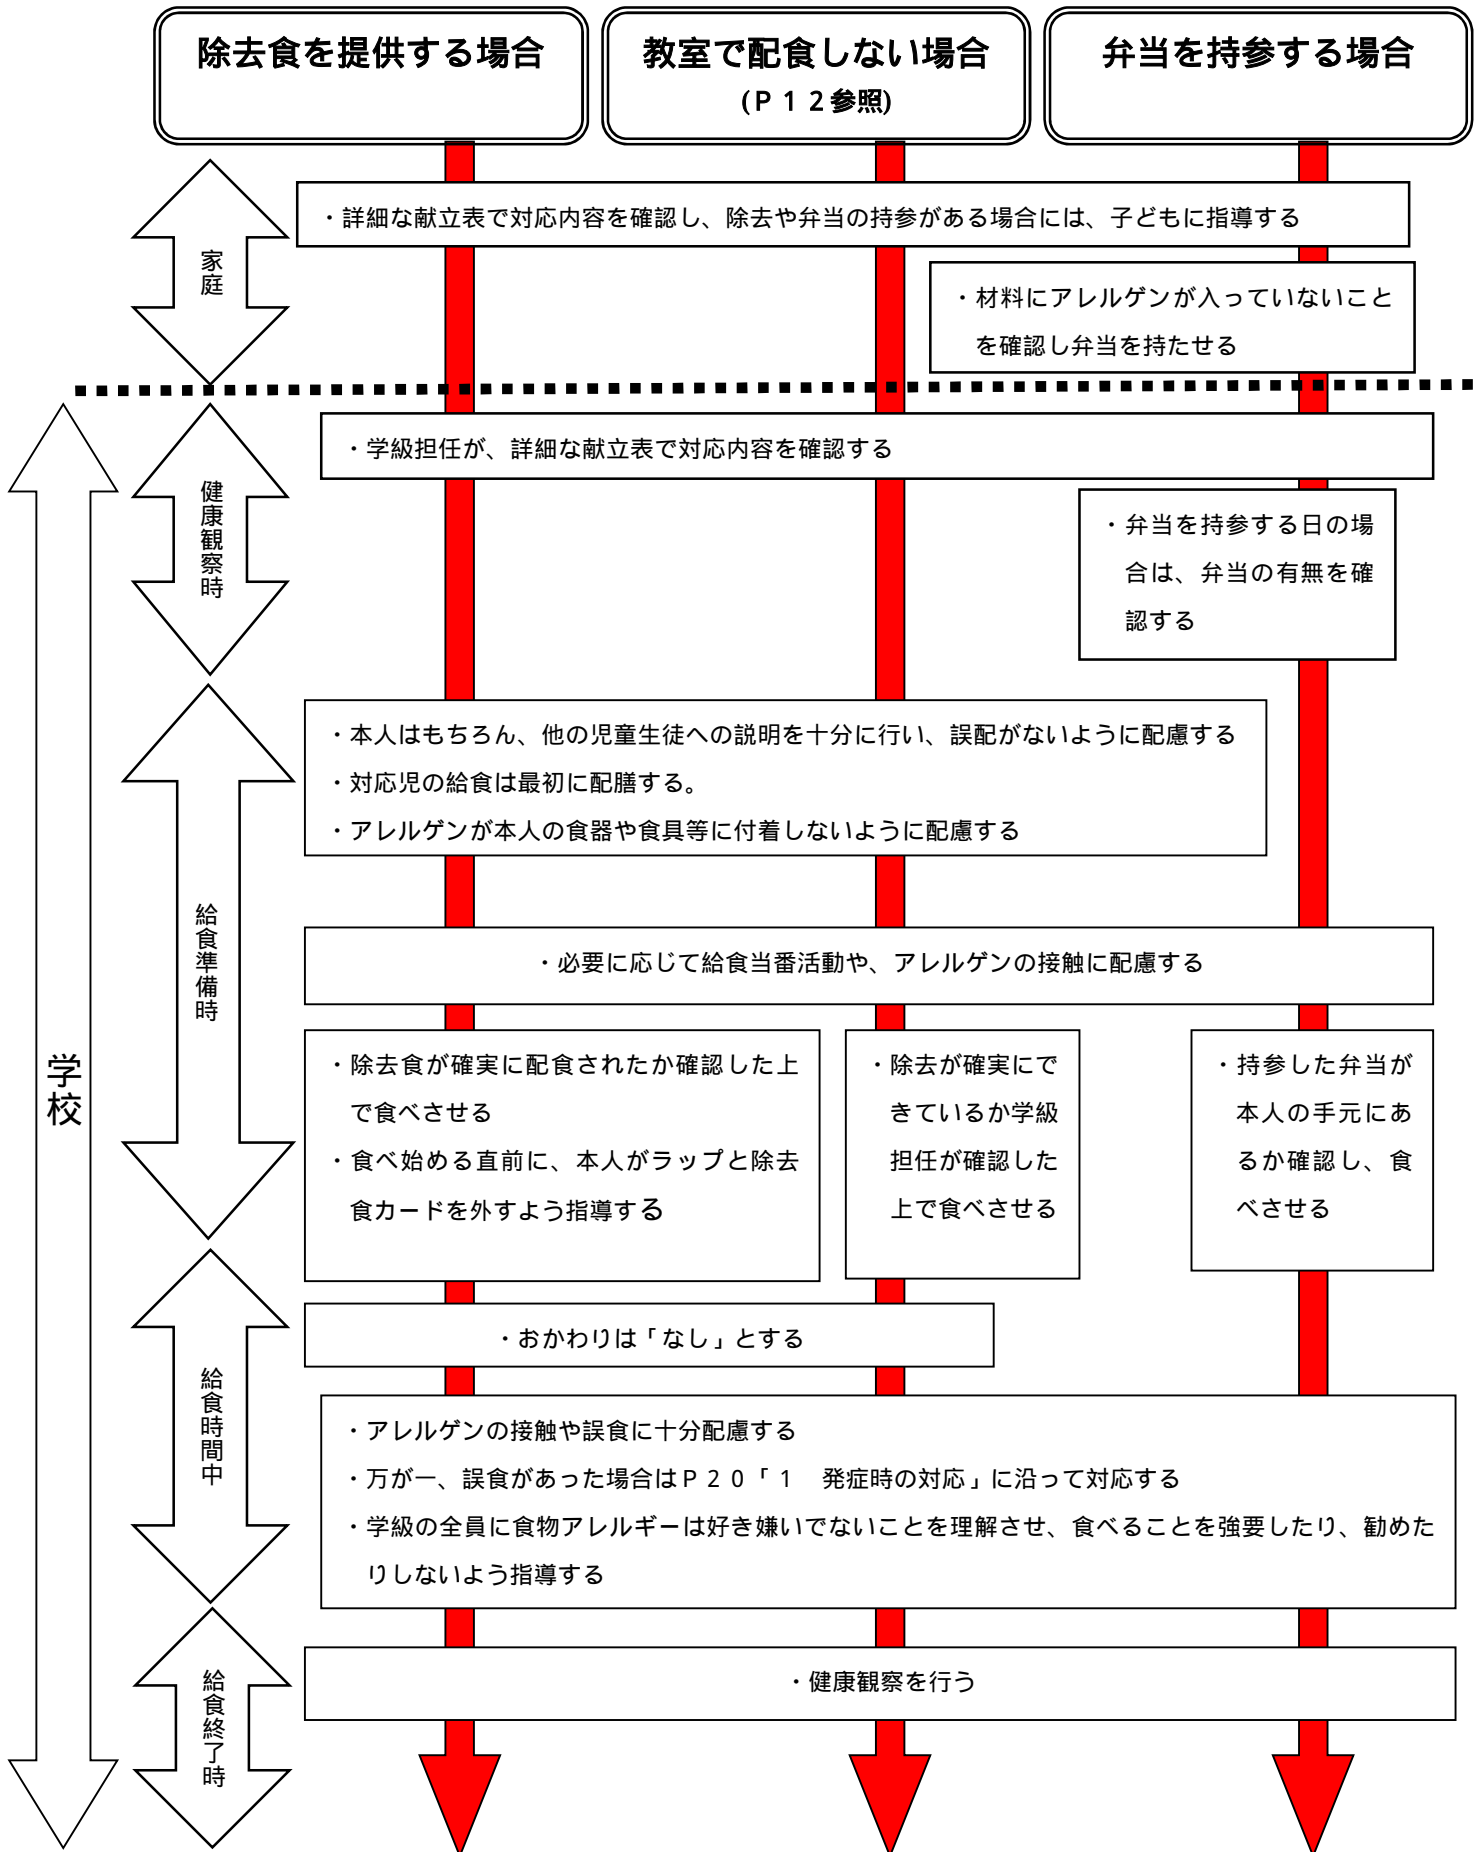 除去食を提供する場合
教室で配食しない場合
(Ｐ１２参照)
弁当を持参する場合
家庭
・詳細な献立表で対応内容を確認し、除去や弁当の持参がある場合には、子どもに指導する
・材料にアレルゲンが入っていないこと
を確認し弁当を持たせる
学校
健康観察時
・学級担任が、詳細な献立表で対応内容を確認する
・弁当を持参する日の場
合は、弁当の有無を確
認する
給食準備時
・本人はもちろん、他の児童生徒への説明を十分に行い、誤配がないように配慮する
・対応児の給食は最初に配膳する。
・アレルゲンが本人の食器や食具等に付着しないように配慮する
・必要に応じて給食当番活動や、アレルゲンの接触に配慮する
・除去食が確実に配食されたか確認した上
で食べさせる
・食べ始める直前に、本人がラップと除去
食カードを外すよう指導する
・除去が確実にで
きているか学級
担任が確認した
上で食べさせる
・持参した弁当が
本人の手元にあ
るか確認し、食
べさせる
給食時間中
・おかわりは「なし」とする
・アレルゲンの接触や誤食に十分配慮する
・万が一、誤食があった場合はＰ２０「１　発症時の対応」に沿って対応する
・学級の全員に食物アレルギーは好き嫌いでないことを理解させ、食べることを強要したり、勧めた
りしないよう指導する
給食終了時
・健康観察を行う